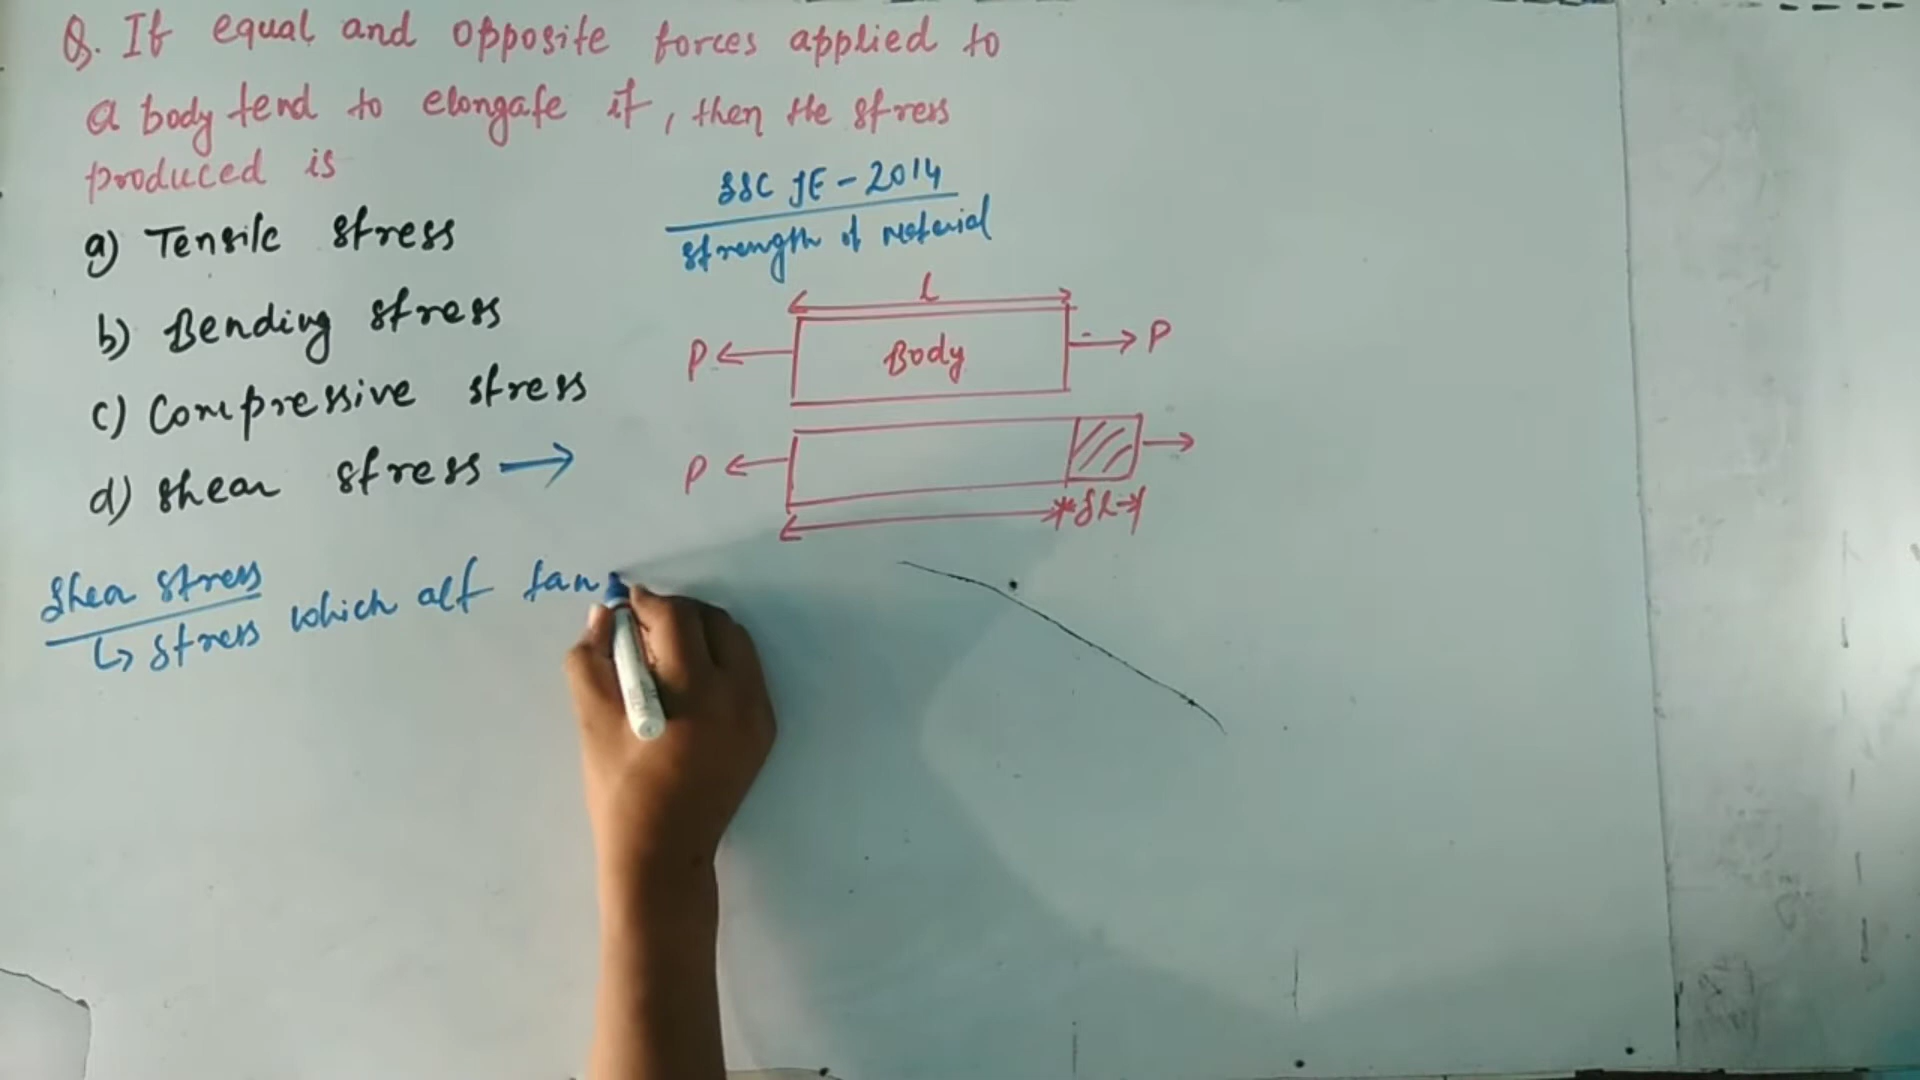 Q. If equal and opposite forces applied to
a body tend to elongate it, then the stress
produced is
SSC JE - 2014
strength of material
a) Tensile stress
b) Bending stress
c) Compressive stress
d) shear stress →
L
P ← Body → P
P ← →
δL
Shear stress
↳ stress which act tan